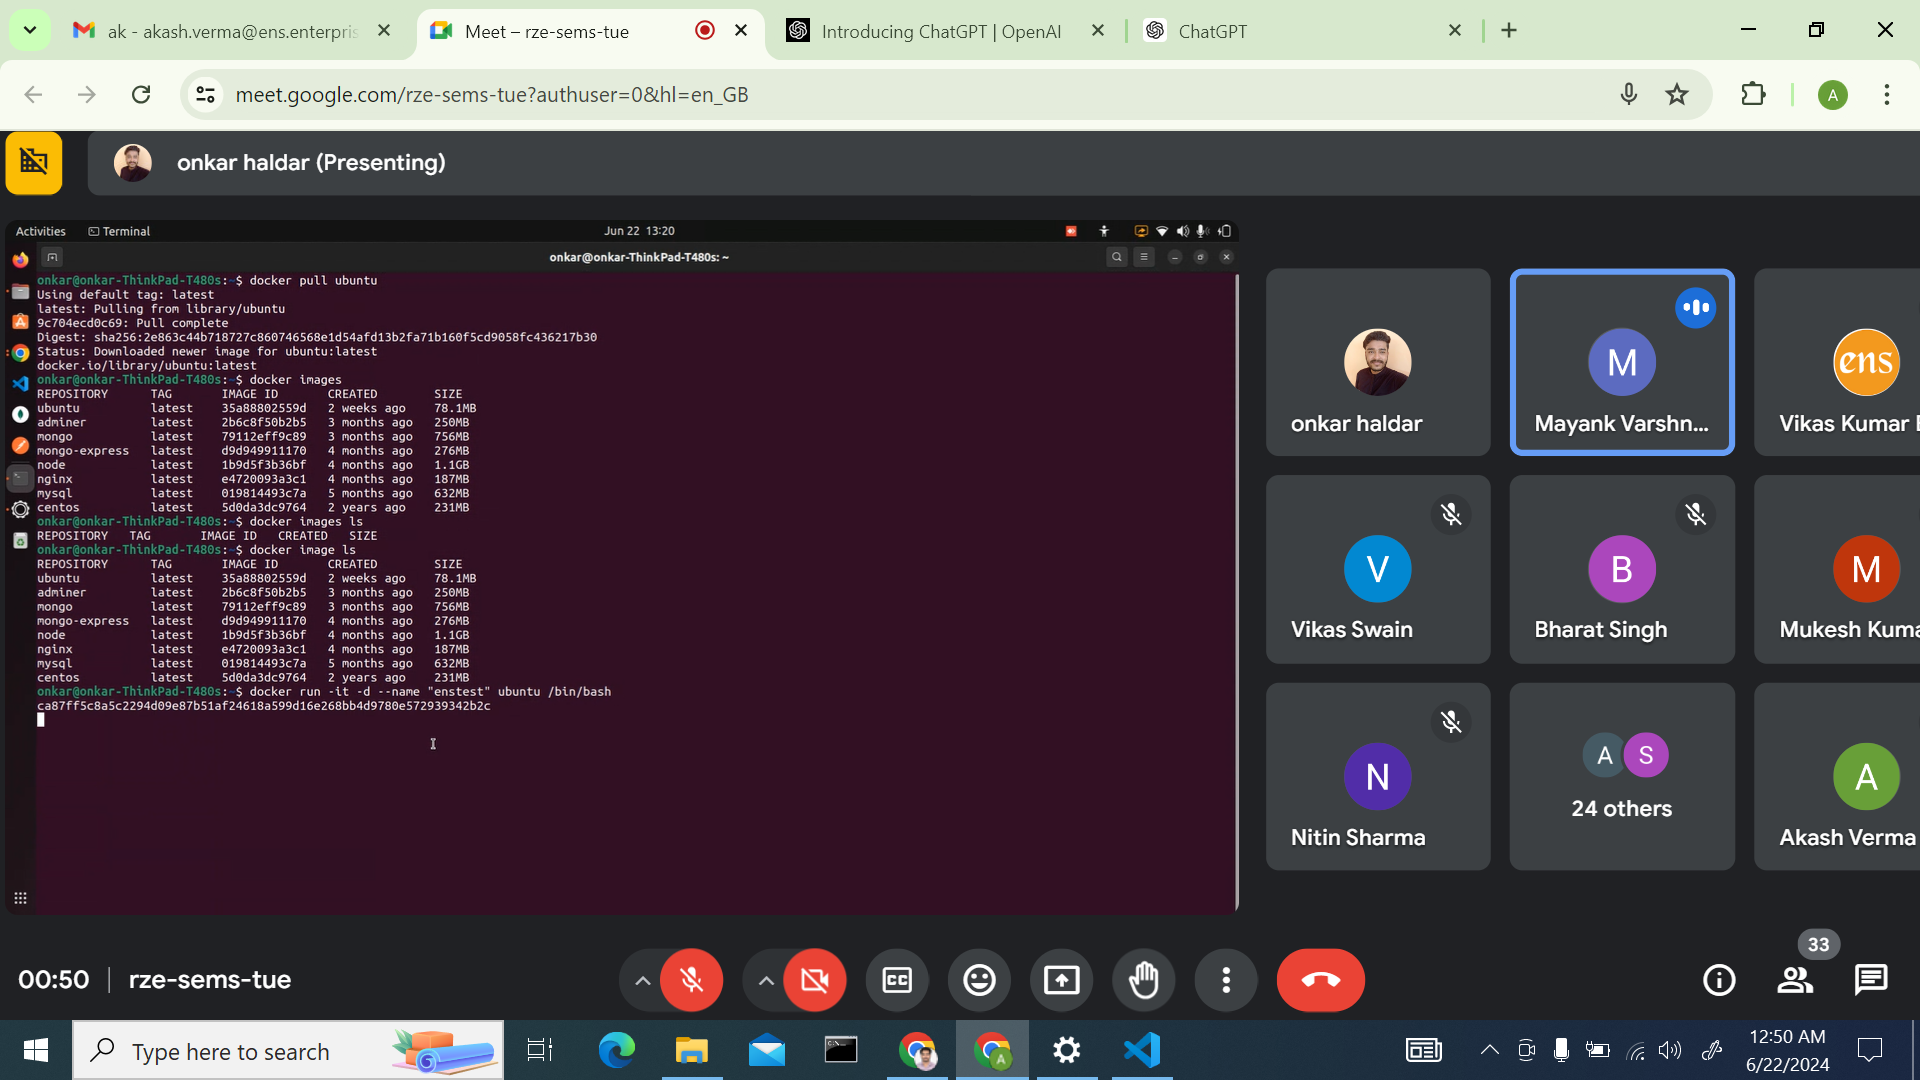 ak - akash.verma@ens.enterpris
Meet – rze-sems-tue
Introducing ChatGPT | OpenAI
ChatGPT
meet.google.com/rze-sems-tue?authuser=0&hl=en_GB
A
onkar haldar (Presenting)
Activities
Terminal
Jun 22 13:20
onkar@onkar-ThinkPad-T480s: ~
onkar@onkar-ThinkPad-T480s:~$ docker pull ubuntu
Using default tag: latest
latest: Pulling from library/ubuntu
9c704ecd0c69: Pull complete
Digest: sha256:2e863c44b718727c860746568e1d54afd13b2fa71b160f5cd9058fc436217b30
Status: Downloaded newer image for ubuntu:latest
docker.io/library/ubuntu:latest
onkar@onkar-ThinkPad-T480s:~$ docker images
REPOSITORY TAG IMAGE ID CREATED SIZE
ubuntu latest 35a88802559d 2 weeks ago 78.1MB
adminer latest 2b6c8f50b2b5 3 months ago 250MB
mongo latest 79112eff9c89 3 months ago 756MB
mongo-express latest d9d949911170 4 months ago 276MB
node latest 1b9d5f3b36bf 4 months ago 1.1GB
nginx latest e4720093a3c1 4 months ago 187MB
mysql latest 019814493c7a 5 months ago 632MB
centos latest 5d0da3dc9764 2 years ago 231MB
onkar@onkar-ThinkPad-T480s:~$ docker images ls
REPOSITORY TAG IMAGE ID CREATED SIZE
onkar@onkar-ThinkPad-T480s:~$ docker image ls
REPOSITORY TAG IMAGE ID CREATED SIZE
ubuntu latest 35a88802559d 2 weeks ago 78.1MB
adminer latest 2b6c8f50b2b5 3 months ago 250MB
mongo latest 79112eff9c89 3 months ago 756MB
mongo-express latest d9d949911170 4 months ago 276MB
node latest 1b9d5f3b36bf 4 months ago 1.1GB
nginx latest e4720093a3c1 4 months ago 187MB
mysql latest 019814493c7a 5 months ago 632MB
centos latest 5d0da3dc9764 2 years ago 231MB
onkar@onkar-ThinkPad-T480s:~$ docker run -it -d --name "enstest" ubuntu /bin/bash
ca87ff5c8a5c2294d09e87b51af24618a599d16e268bb4d9780e572939342b2c
onkar haldar
M
Mayank Varshn...
ens
Vikas Kumar
V
Vikas Swain
B
Bharat Singh
M
Mukesh Kuma
N
Nitin Sharma
A S
24 others
A
Akash Verma
00:50 | rze-sems-tue
CC
33
Type here to search
A
12:50 AM
6/22/2024